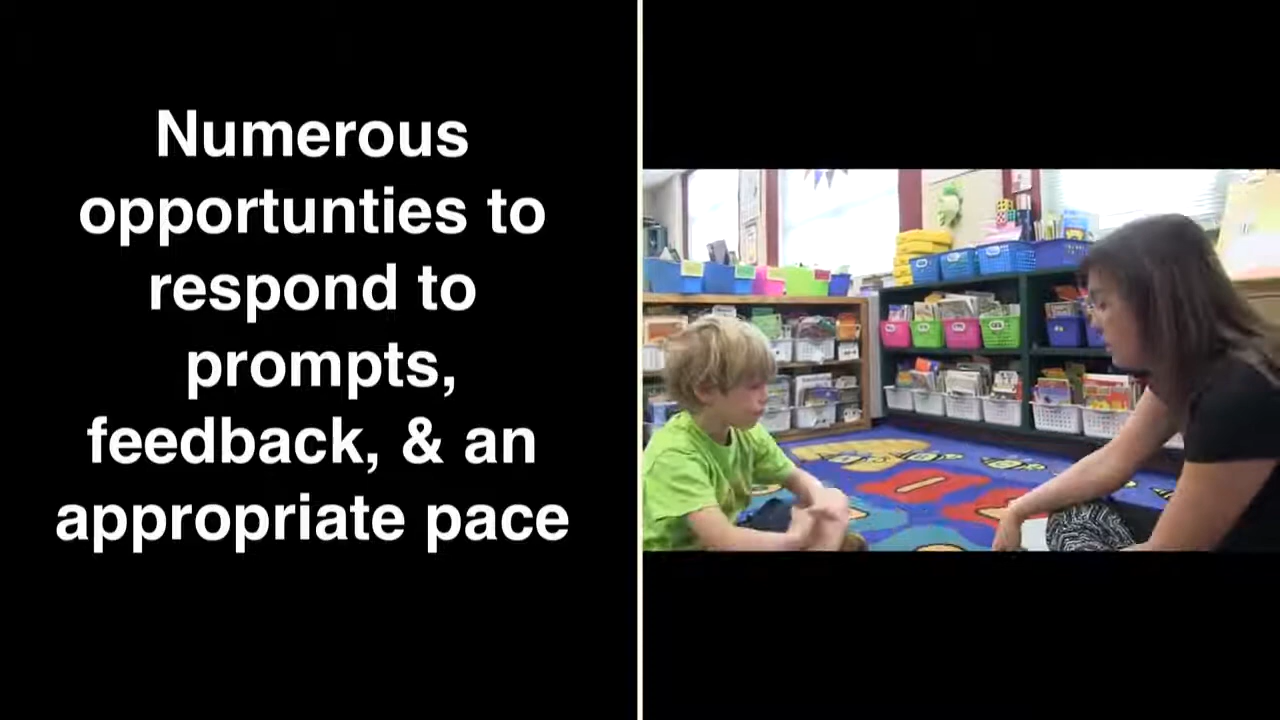 Numerous
opportunties to
respond to
prompts,
feedback, & an
appropriate pace